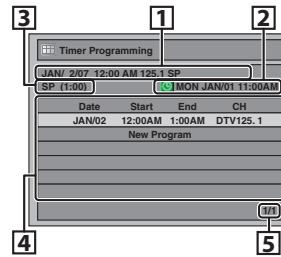 3
1
2
Timer Programming
JAN/ 2/07 12:00 AM 125.1 SP
SP (1:00) MON JAN/01 11:00AM
Date Start End CH
JAN/02 12:00AM 1:00AM DTV125. 1
New Program
1/1
4
5